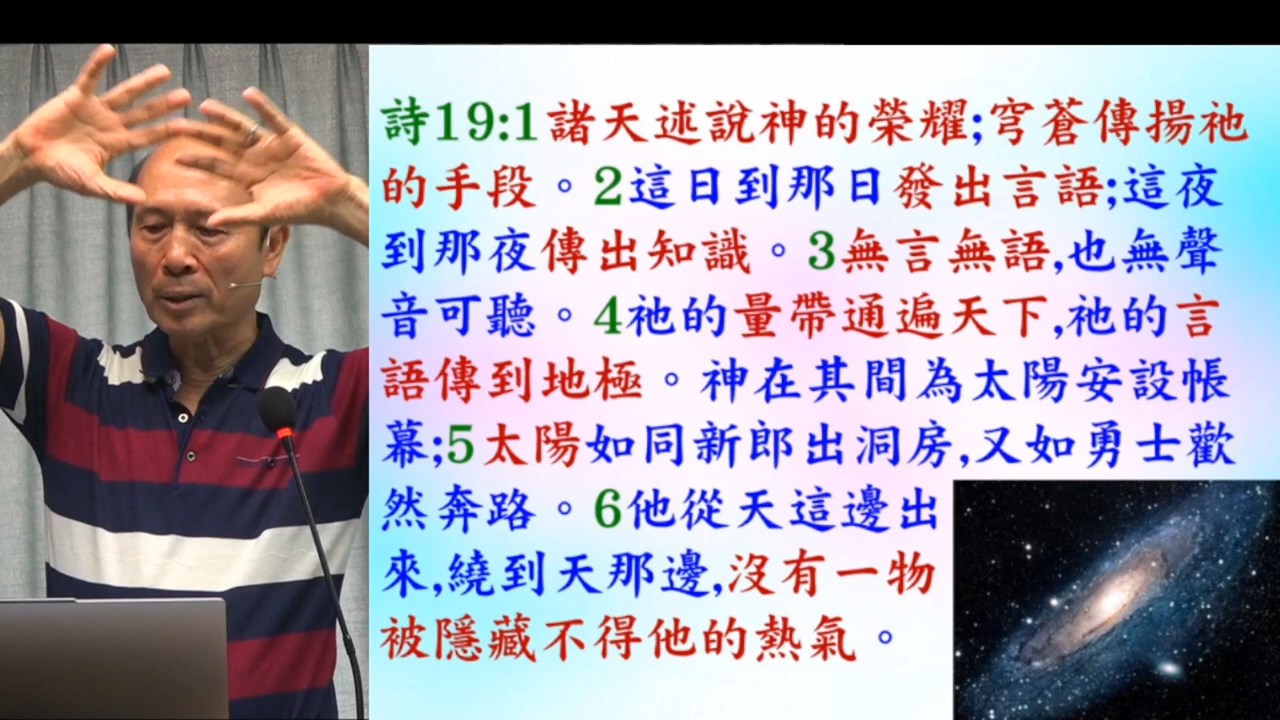 詩19:1諸天述說神的榮耀;穹蒼傳揚祂
的手段。2這日到那日發出言語;這夜
到那夜傳出知識。3無言無語,也無聲
音可聽。4祂的量帶通遍天下,祂的言
語傳到地極。神在其間為太陽安設帳
幕;5太陽如同新郎出洞房,又如勇士歡
然奔路。6他從天這邊出
來,繞到天那邊,沒有一物
被隱藏不得他的熱氣。